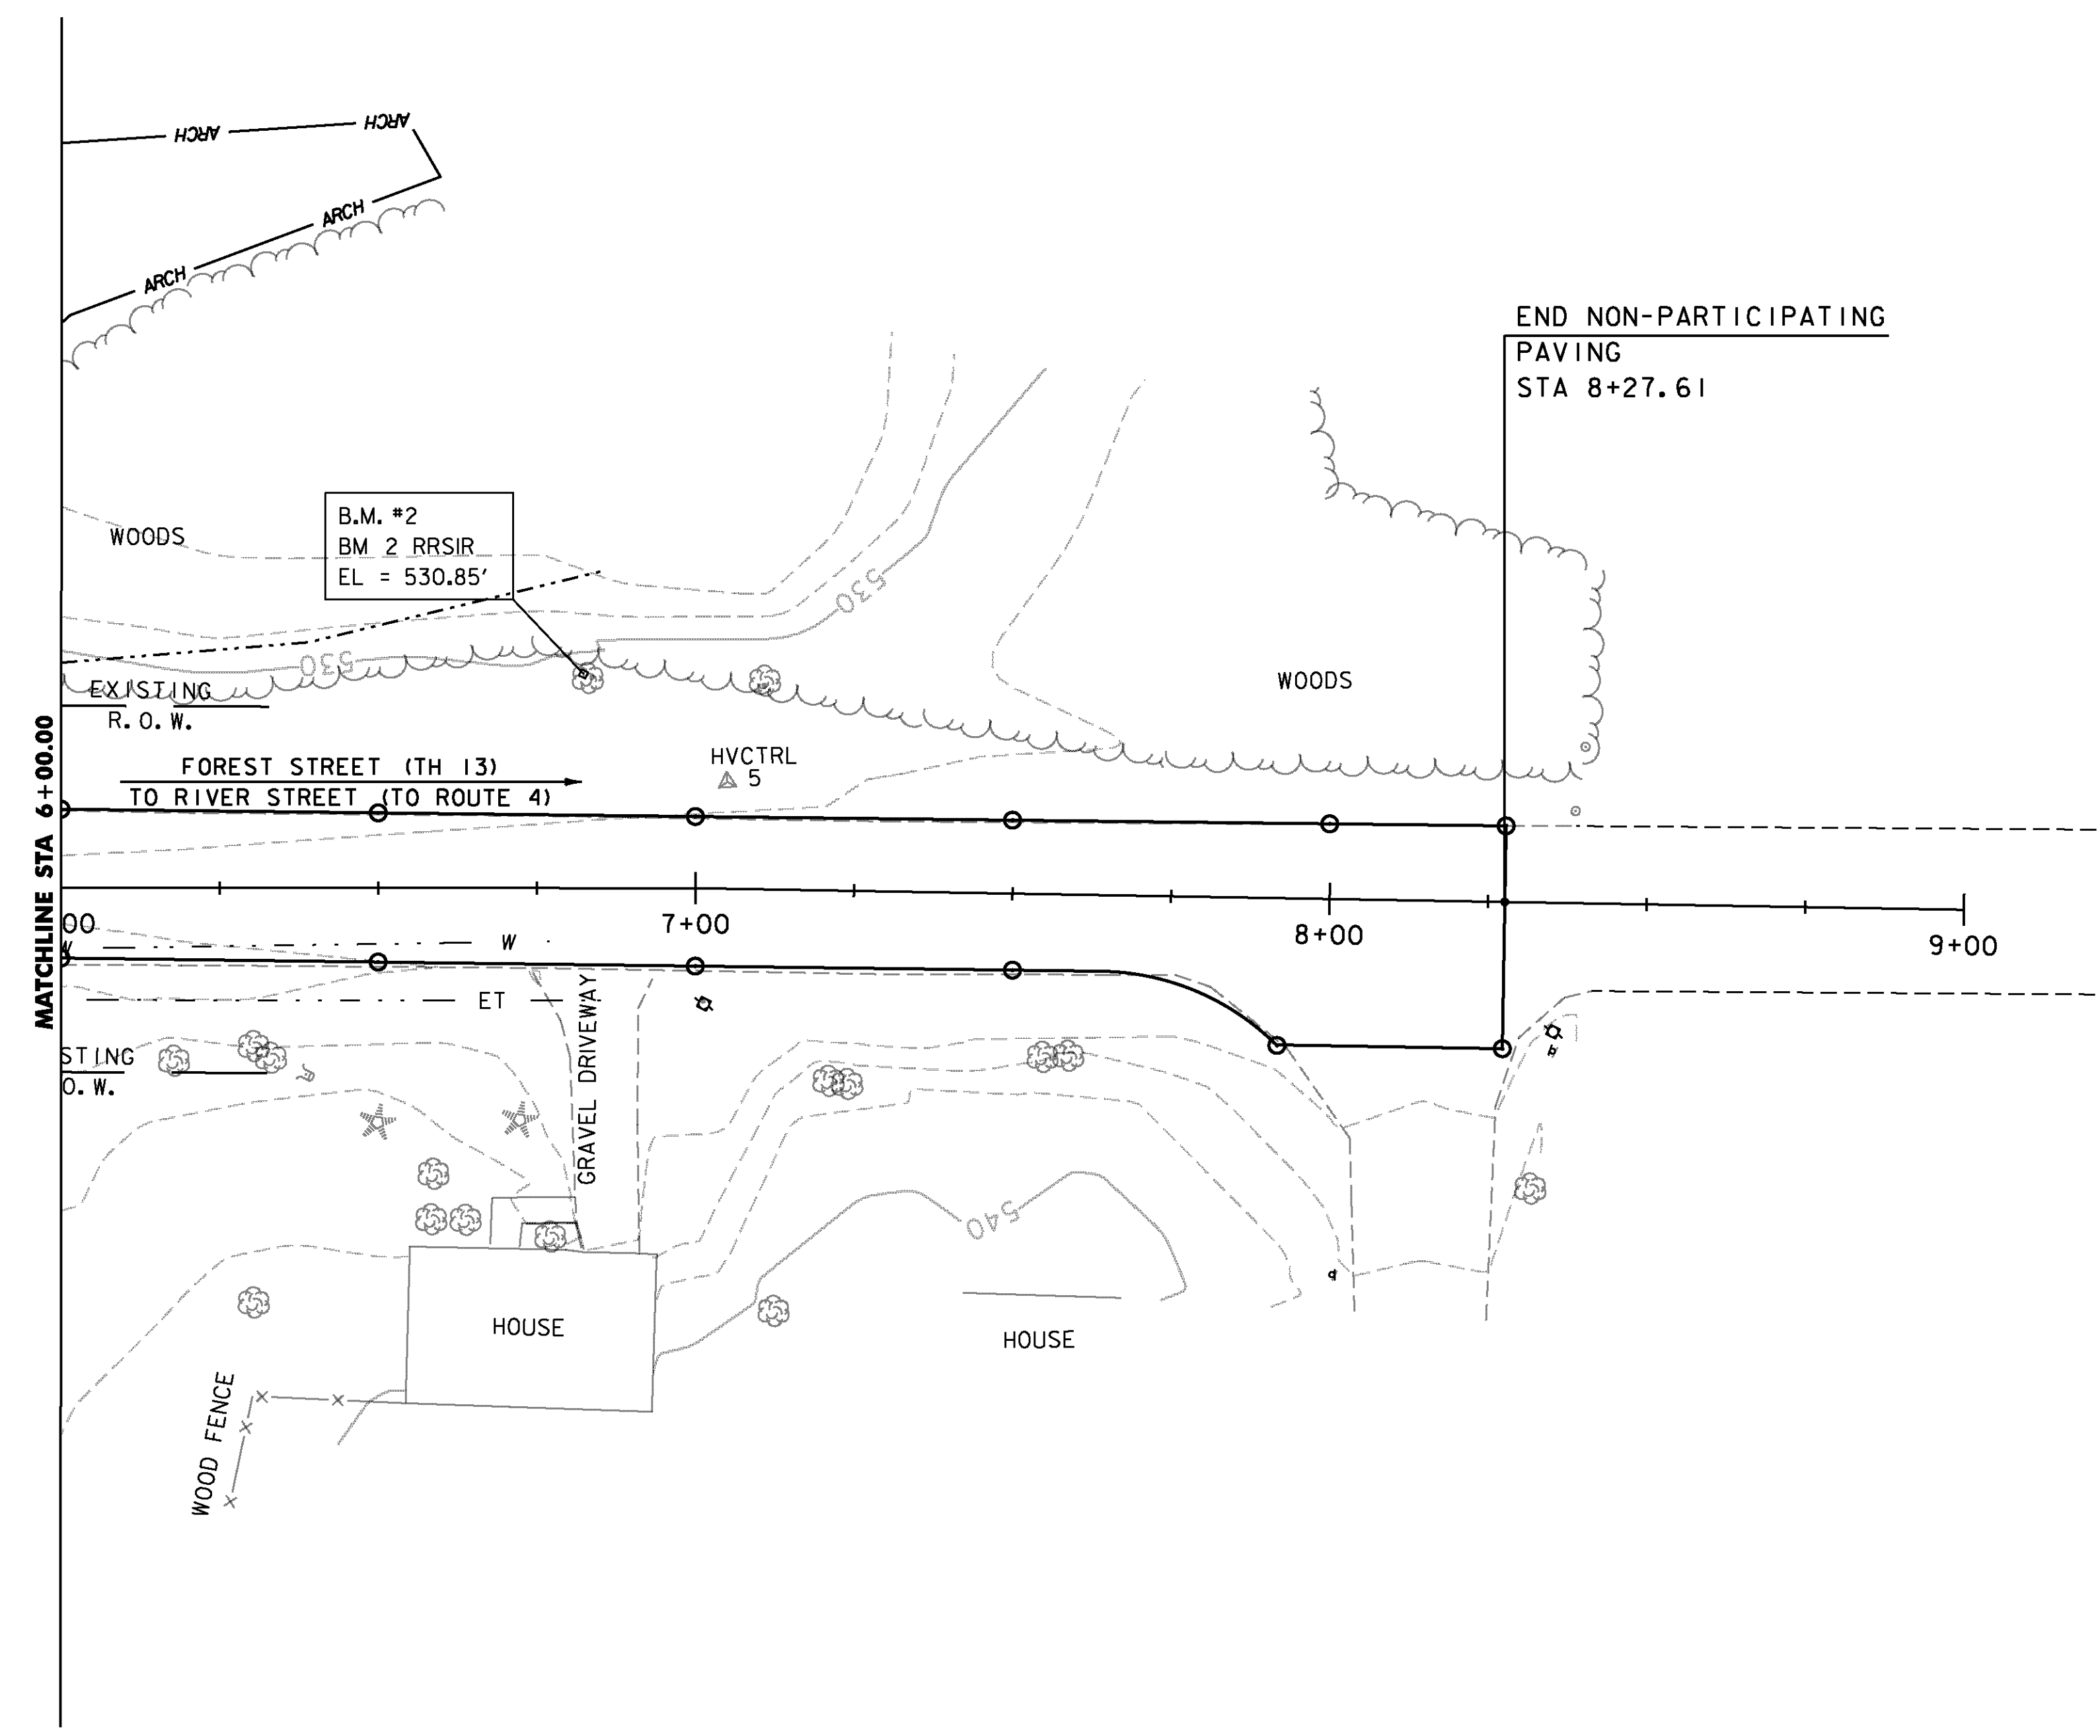 ARCH
ARCH
ARCH
ARCH
END NON-PARTICIPATING
PAVING
STA 8+27.61
B.M. #2
BM 2 RRSIR
EL = 530.85'
WOODS
530
530
WOODS
EXISTING
R.O.W.
MATCHLINE STA 6+00.00
FOREST STREET (TH 13)
TO RIVER STREET (TO ROUTE 4)
HVCTRL
5
00
7+00
8+00
9+00
W
W
ET
GRAVEL DRIVEWAY
STING
O.W.
540
HOUSE
HOUSE
WOOD FENCE